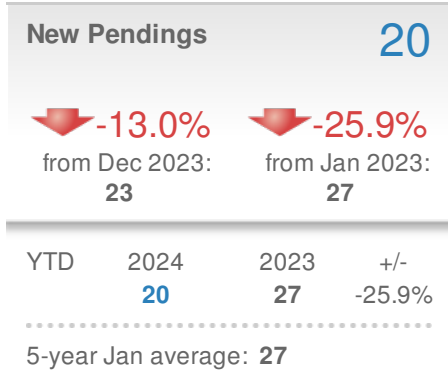 New Pendings 20
-13.0% -25.9%
from Dec 2023: from Jan 2023:
23 27
YTD 2024 2023 +/-
20 27 -25.9%
5-year Jan average: 27